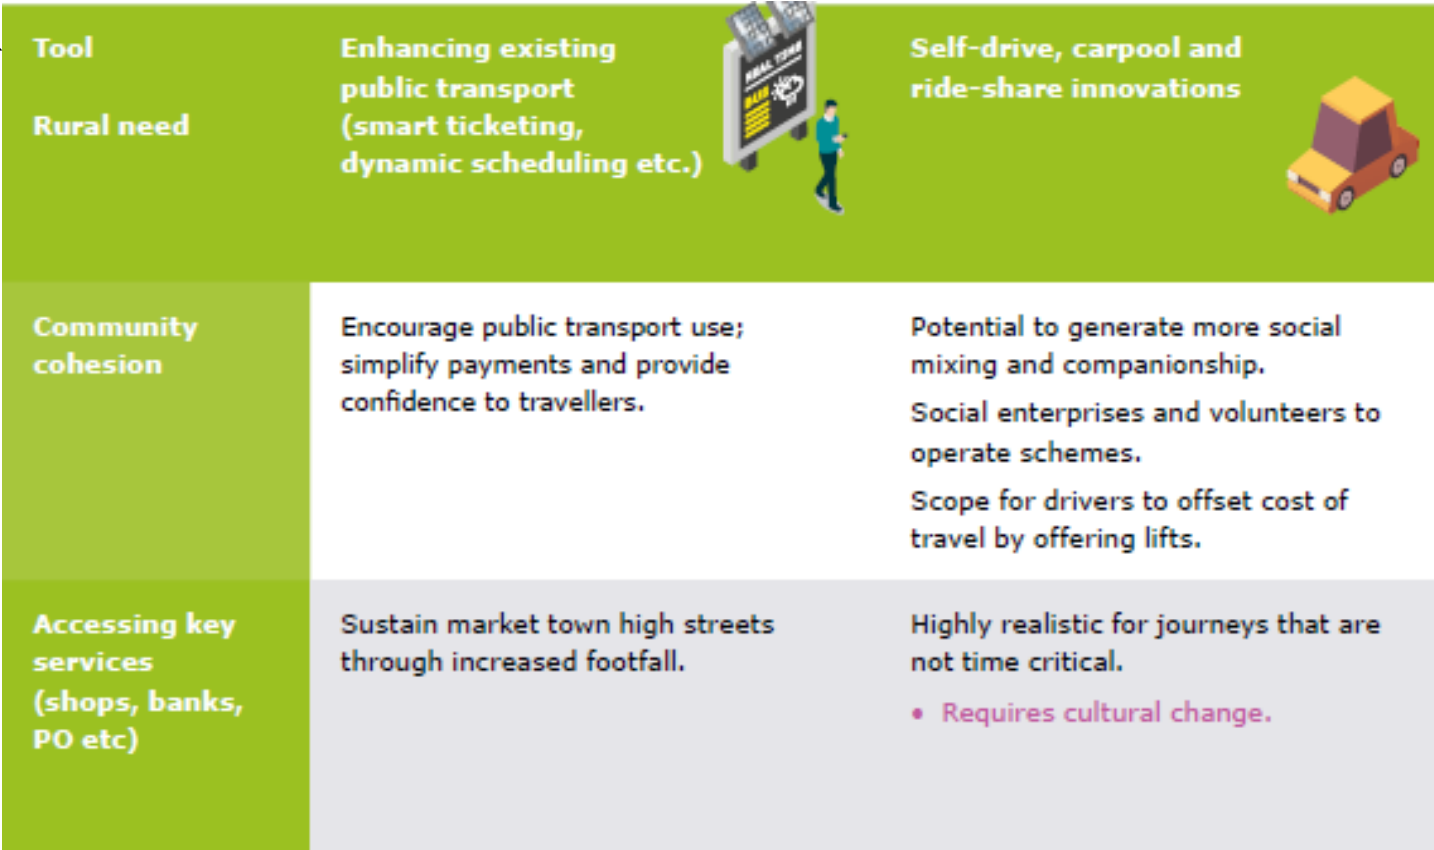 Tool
Rural need
Enhancing existing
public transport
(smart ticketing,
dynamic scheduling etc.)
REAL TIME
Self-drive, carpool and
ride-share innovations
Community
cohesion
Encourage public transport use;
simplify payments and provide
confidence to travellers.
Potential to generate more social
mixing and companionship.
Social enterprises and volunteers to
operate schemes.
Scope for drivers to offset cost of
travel by offering lifts.
Accessing key
services
(shops, banks,
PO etc)
Sustain market town high streets
through increased footfall.
Highly realistic for journeys that are
not time critical.
• Requires cultural change.